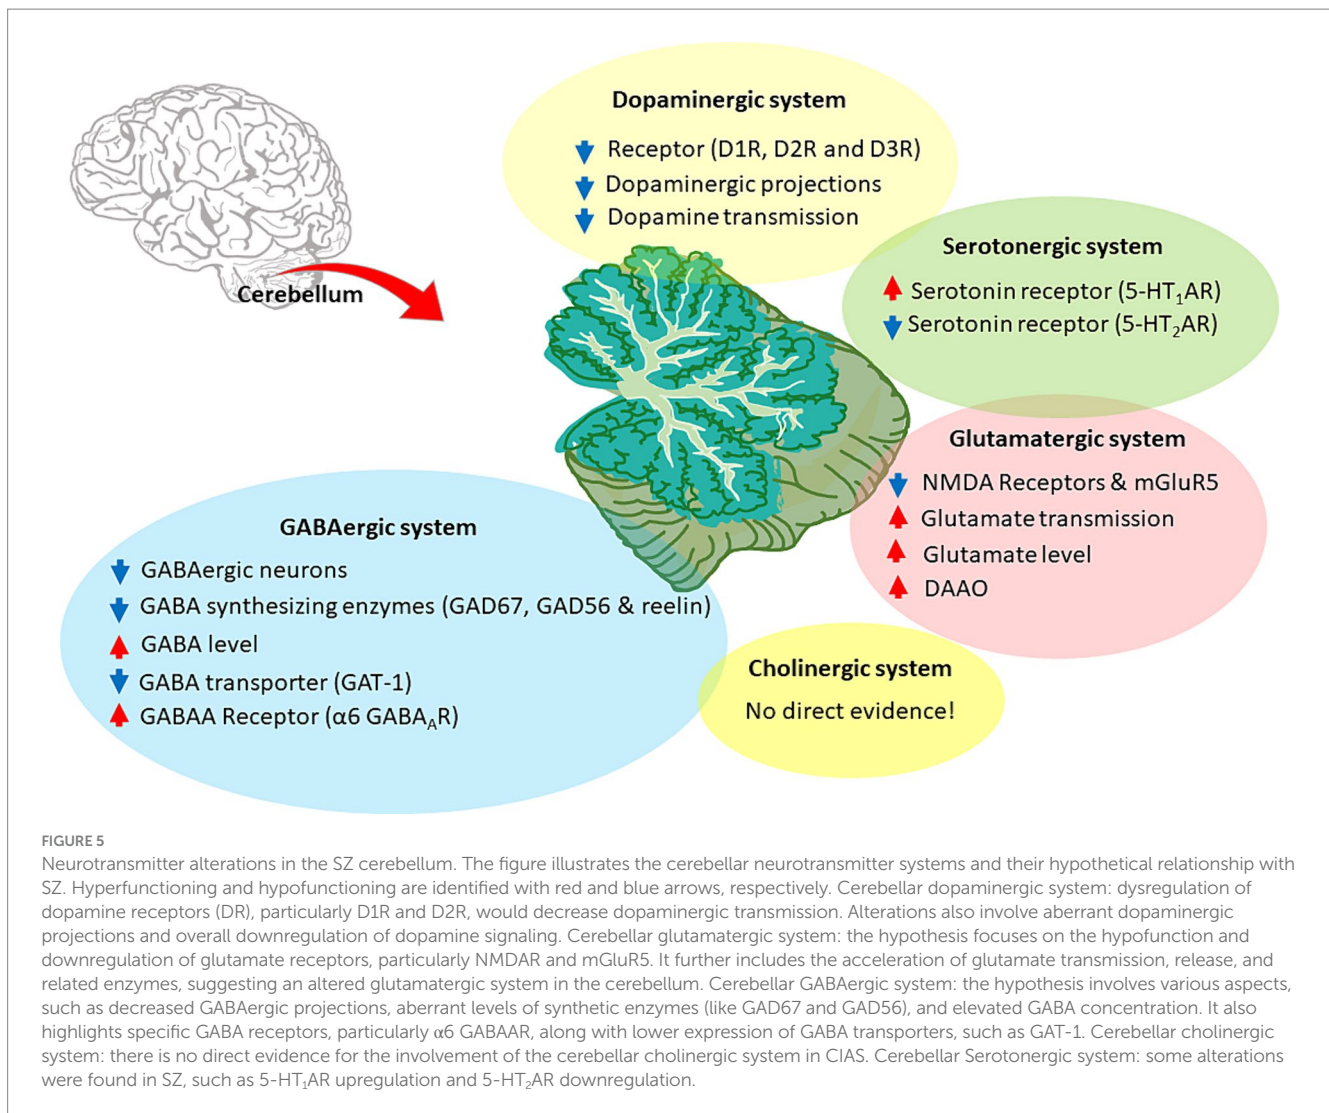 Cerebellum
Dopaminergic system
Receptor (D1R, D2R and D3R)
Dopaminergic projections
Dopamine transmission
Serotonergic system
Serotonin receptor (5-HT₁AR)
Serotonin receptor (5-HT₂AR)
Glutamatergic system
NMDA Receptors & mGluR5
Glutamate transmission
Glutamate level
DAAO
GABAergic system
GABAergic neurons
GABA synthesizing enzymes (GAD67, GAD56 & reelin)
GABA level
GABA transporter (GAT-1)
GABAA Receptor (α6 GABA_AR)
Cholinergic system
No direct evidence!
FIGURE 5
Neurotransmitter alterations in the SZ cerebellum. The figure illustrates the cerebellar neurotransmitter systems and their hypothetical relationship with
SZ. Hyperfunctioning and hypofunctioning are identified with red and blue arrows, respectively. Cerebellar dopaminergic system: dysregulation of
dopamine receptors (DR), particularly D1R and D2R, would decrease dopaminergic transmission. Alterations also involve aberrant dopaminergic
projections and overall downregulation of dopamine signaling. Cerebellar glutamatergic system: the hypothesis focuses on the hypofunction and
downregulation of glutamate receptors, particularly NMDAR and mGluR5. It further includes the acceleration of glutamate transmission, release, and
related enzymes, suggesting an altered glutamatergic system in the cerebellum. Cerebellar GABAergic system: the hypothesis involves various aspects,
such as decreased GABAergic projections, aberrant levels of synthetic enzymes (like GAD67 and GAD56), and elevated GABA concentration. It also
highlights specific GABA receptors, particularly α6 GABAAR, along with lower expression of GABA transporters, such as GAT-1. Cerebellar cholinergic
system: there is no direct evidence for the involvement of the cerebellar cholinergic system in CIAS. Cerebellar Serotonergic system: some alterations
were found in SZ, such as 5-HT₁AR upregulation and 5-HT₂AR downregulation.